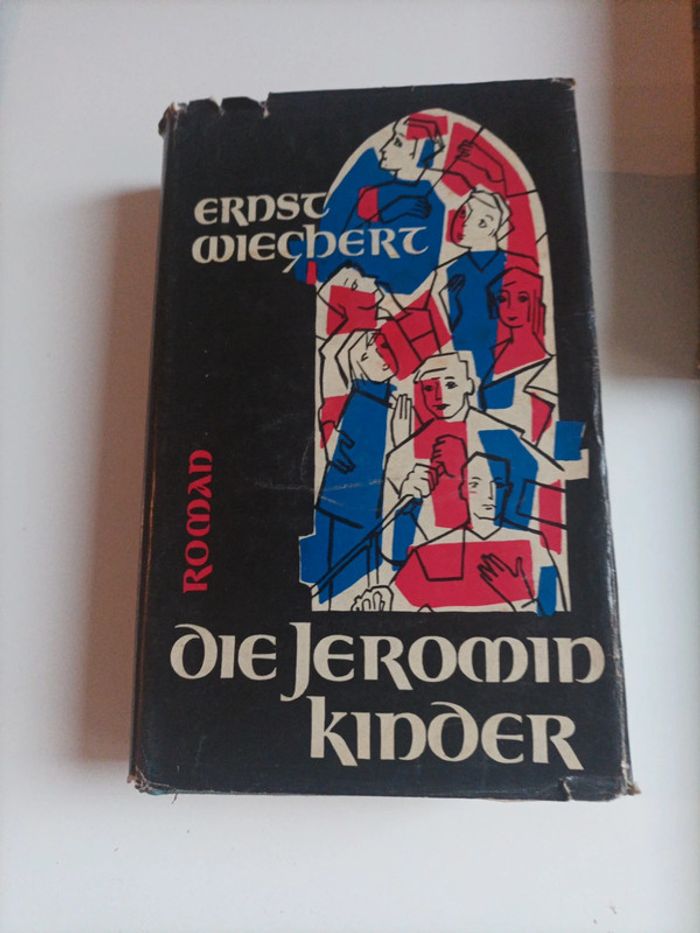 ERNST
WIECHERT
ROMAN
DIE JEROMIN
KINDER